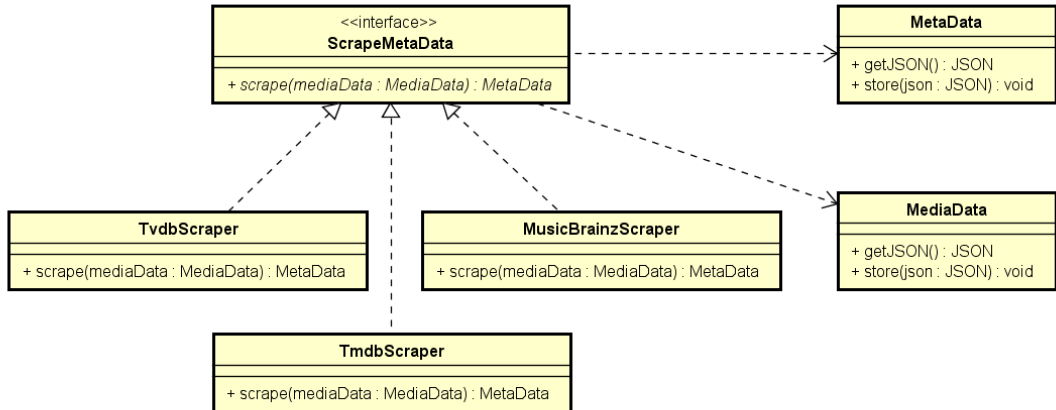 <<interface>>
ScrapeMetaData
+ scrape(mediaData : MediaData) : MetaData
MetaData
+ getJSON() : JSON
+ store(json : JSON) : void
TvdbScraper
+ scrape(mediaData : MediaData) : MetaData
MusicBrainzScraper
+ scrape(mediaData : MediaData) : MetaData
MediaData
+ getJSON() : JSON
+ store(json : JSON) : void
TmdbScraper
+ scrape(mediaData : MediaData) : MetaData